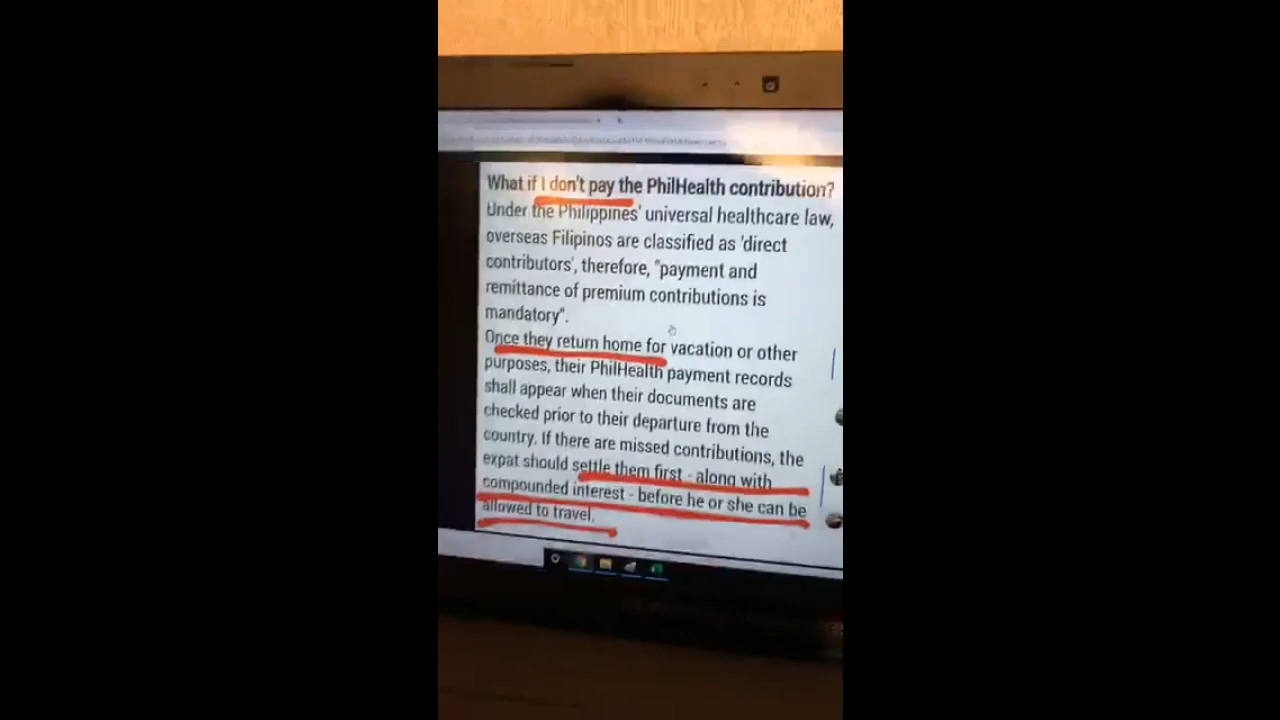 What if I don't pay the PhilHealth contribution?
Under the Philippines' universal healthcare law,
overseas Filipinos are classified as 'direct
contributors', therefore, "payment and
remittance of premium contributions is
mandatory".
Once they return home for vacation or other
purposes, their PhilHealth payment records
shall appear when their documents are
checked prior to their departure from the
country. If there are missed contributions, the
expat should settle them first - along with
compounded interest - before he or she can be
allowed to travel.